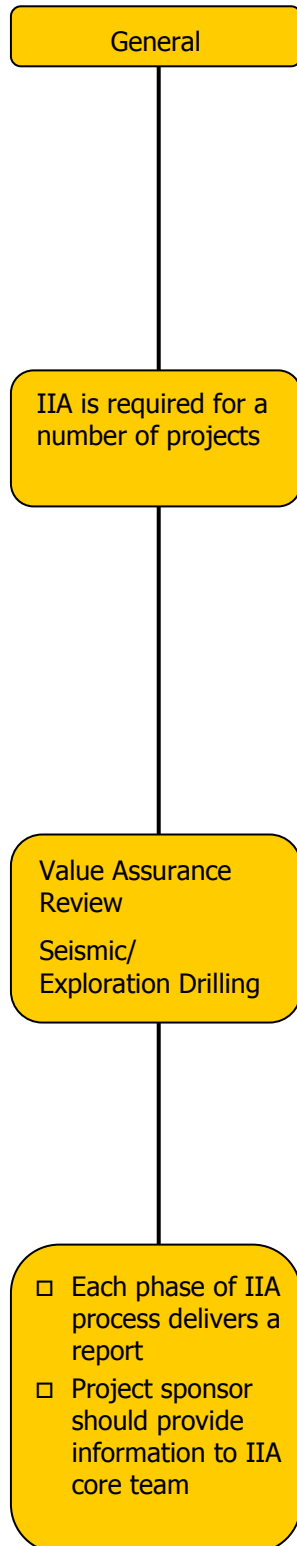 General
IIA is required for a
number of projects
Value Assurance
Review
Seismic/
Exploration Drilling
□ Each phase of IIA
process delivers a
report
□ Project sponsor
should provide
information to IIA
core team